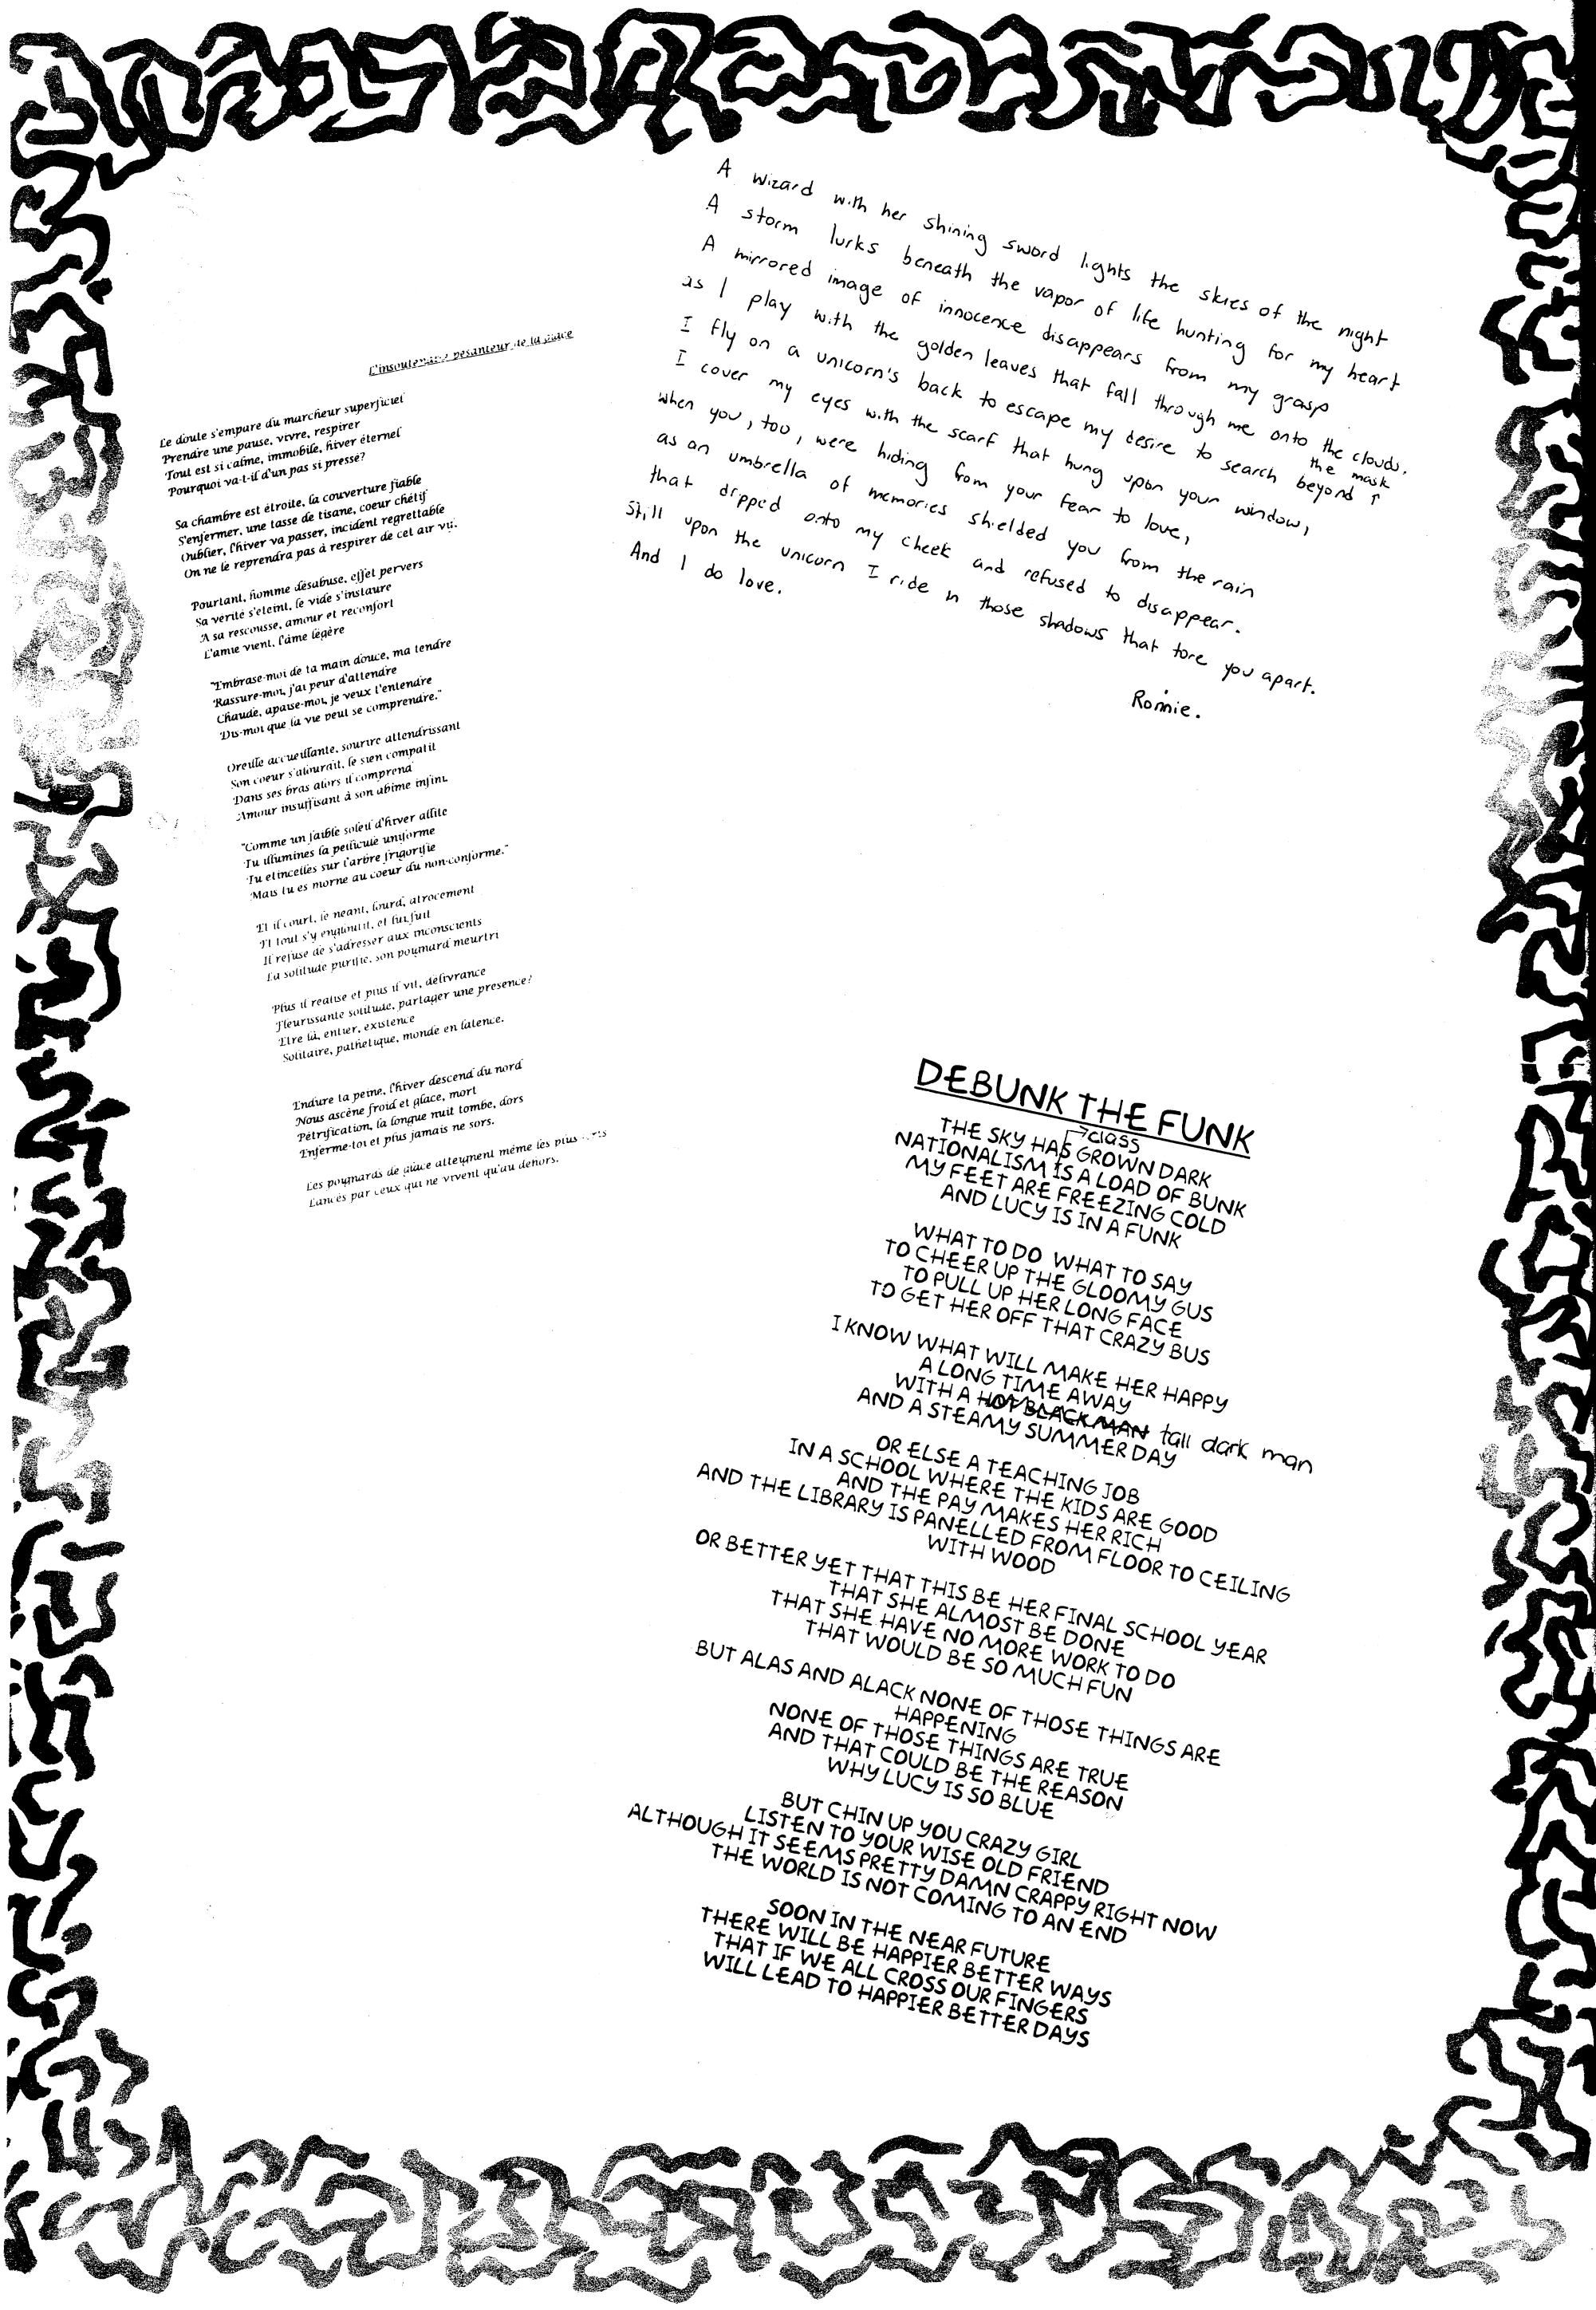 L'insoutenable pesanteur de la glace
Le doute s'empare du marcheur superficiel
Prendre une pause, vivre, respirer
Tout est si calme, immobile, hiver éternel
Pourquoi va-t-il d'un pas si pressé?
Sa chambre est étroite, la couverture fiable
S'enfermer, une tasse de tisane, coeur chétif
Oublier, l'hiver va passer, incident regrettable
On ne le reprendra pas à respirer de cet air vif.
Pourtant, homme désabusé, effet pervers
Sa vérité s'éteint, le vide s'instaure
A sa rescousse, amour et reconfort
L'amie vient, l'âme légère
"Embrase-moi de ta main douce, ma tendre
Rassure-moi, j'ai peur d'attendre
Chaude, apaise-moi, je veux t'entendre
Dis-moi que la vie peut se comprendre."
Oreille accueillante, sourire attendrissant
Son coeur s'alourdit, le sien compatit
Dans ses bras alors il comprend
Amour insuffisant à son abîme infini.
"Comme un faible soleil d'hiver alité
Tu illumines la pellicule uniforme
Tu étincelles sur l'arbre frigorifié
Mais tu es morne au coeur du non-conforme."
Et il court, le néant, lourd, atrocement
Et tout s'y engloutit, et lui fuit
Il refuse de s'adresser aux inconscients
La solitude purifie, son poignard meurtri
Plus il réalise et plus il vit, délivrance
Fleurissante solitude, partager une présence?
Etre là, entier, existence
Solitaire, pathétique, monde en latence.
Endure ta peine, l'hiver descend du nord
Nous ascène froid et glace, mort
Pétrification, la longue nuit tombe, dors
Enferme-toi et plus jamais ne sors.
Les poignards de glace atteignent même les plus
Lancés par ceux qui ne vivent qu'au dehors.
A wizard with her shining sword lights the skies of the night
A storm lurks beneath the vapor of life hunting for my heart
A mirrored image of innocence disappears from my grasp
as I play with the golden leaves that fall through me onto the clouds.
I fly on a unicorn's back to escape my desire to search beyond the mask
I cover my eyes with the scarf that hung upon your window,
when you, too, were hiding from your fear to love,
as an umbrella of memories shielded you from the rain
that dripped onto my cheek and refused to disappear.
Still upon the unicorn I ride in those shadows that tore you apart.
And I do love.
Ronnie.
DEBUNK THE FUNK
THE SKY HAS GROWN DARK
class
NATIONALISM IS A LOAD OF BUNK
MY FEET ARE FREEZING COLD
AND LUCY IS IN A FUNK
WHAT TO DO WHAT TO SAY
TO CHEER UP THE GLOOMY GUS
TO PULL UP HER LONG FACE
TO GET HER OFF THAT CRAZY BUS
I KNOW WHAT WILL MAKE HER HAPPY
A LONG TIME AWAY
WITH A HOT BLACK MAN tall dark man
AND A STEAMY SUMMER DAY
OR ELSE A TEACHING JOB
IN A SCHOOL WHERE THE KIDS ARE GOOD
AND THE PAY MAKES HER RICH
AND THE LIBRARY IS PANELLED FROM FLOOR TO CEILING
WITH WOOD
OR BETTER YET THAT THIS BE HER FINAL SCHOOL YEAR
THAT SHE ALMOST BE DONE
THAT SHE HAVE NO MORE WORK TO DO
THAT WOULD BE SO MUCH FUN
BUT ALAS AND ALACK NONE OF THOSE THINGS ARE
HAPPENING
NONE OF THOSE THINGS ARE TRUE
AND THAT COULD BE THE REASON
WHY LUCY IS SO BLUE
BUT CHIN UP YOU CRAZY GIRL
LISTEN TO YOUR WISE OLD FRIEND
ALTHOUGH IT SEEMS PRETTY DAMN CRAPPY RIGHT NOW
THE WORLD IS NOT COMING TO AN END
SOON IN THE NEAR FUTURE
THERE WILL BE HAPPIER BETTER WAYS
THAT IF WE ALL CROSS OUR FINGERS
WILL LEAD TO HAPPIER BETTER DAYS